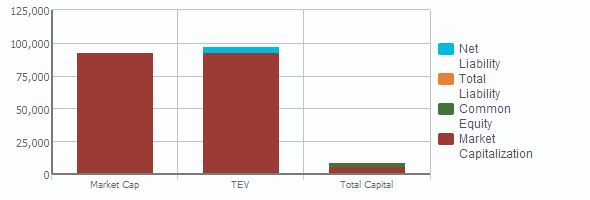 125,000
100,000
75,000
50,000
25,000
0
Market Cap
TEV
Total Capital
Net
Liability
Total
Liability
Common
Equity
Market
Capitalization